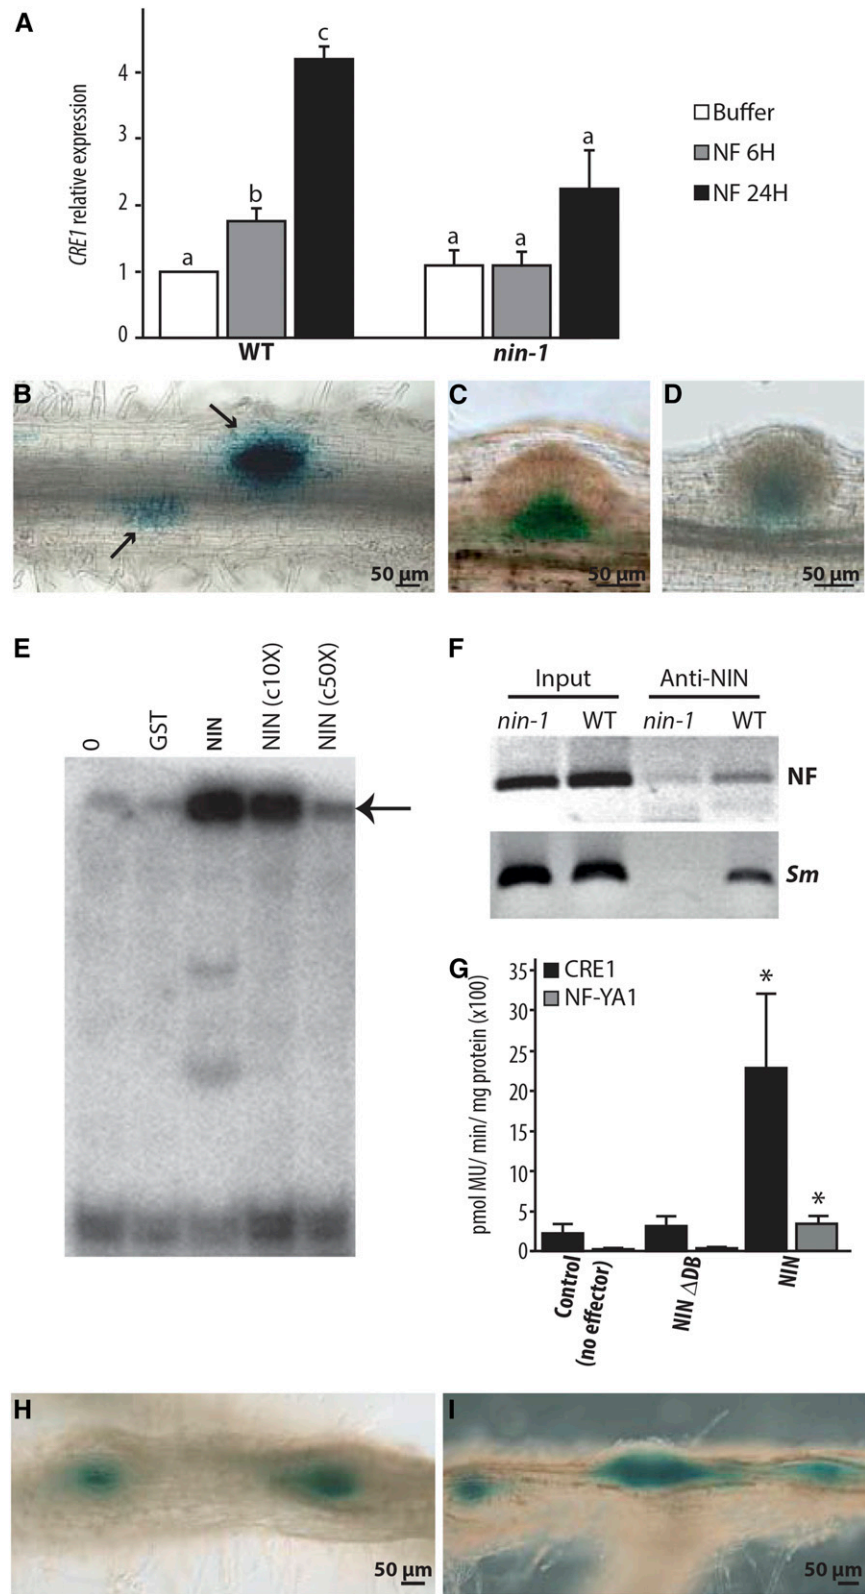 A
CRE1 relative expression
4
3
2
1
0
a
b
c
a
a
a
WT
nin-1
Buffer
NF 6H
NF 24H
B
50 µm
C
50 µm
D
50 µm
E
0
GST
NIN
NIN (c10X)
NIN (c50X)
F
Input
Anti-NIN
nin-1
WT
nin-1
WT
NF
Sm
G
pmol MU/ min/ mg protein (x100)
35
30
25
20
15
10
5
0
CRE1
NF-YA1
*
*
Control
(no effector)
NIN ΔDB
NIN
H
50 µm
I
50 µm